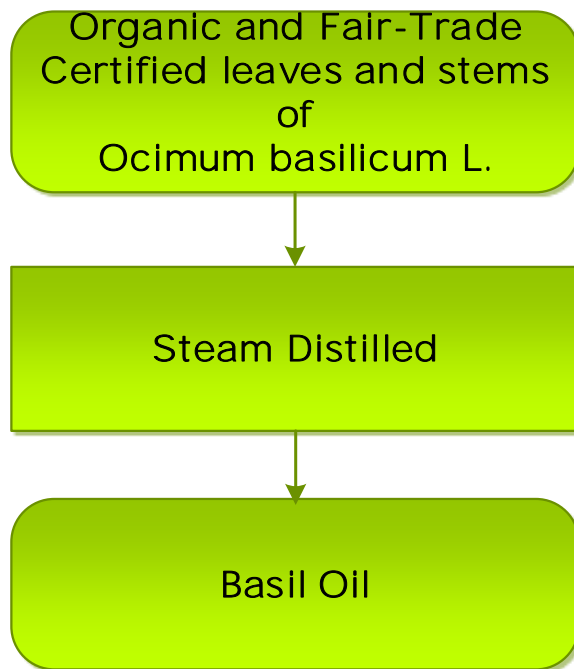 Organic and Fair-Trade
Certified leaves and stems
of
Ocimum basilicum L.
Steam Distilled
Basil Oil